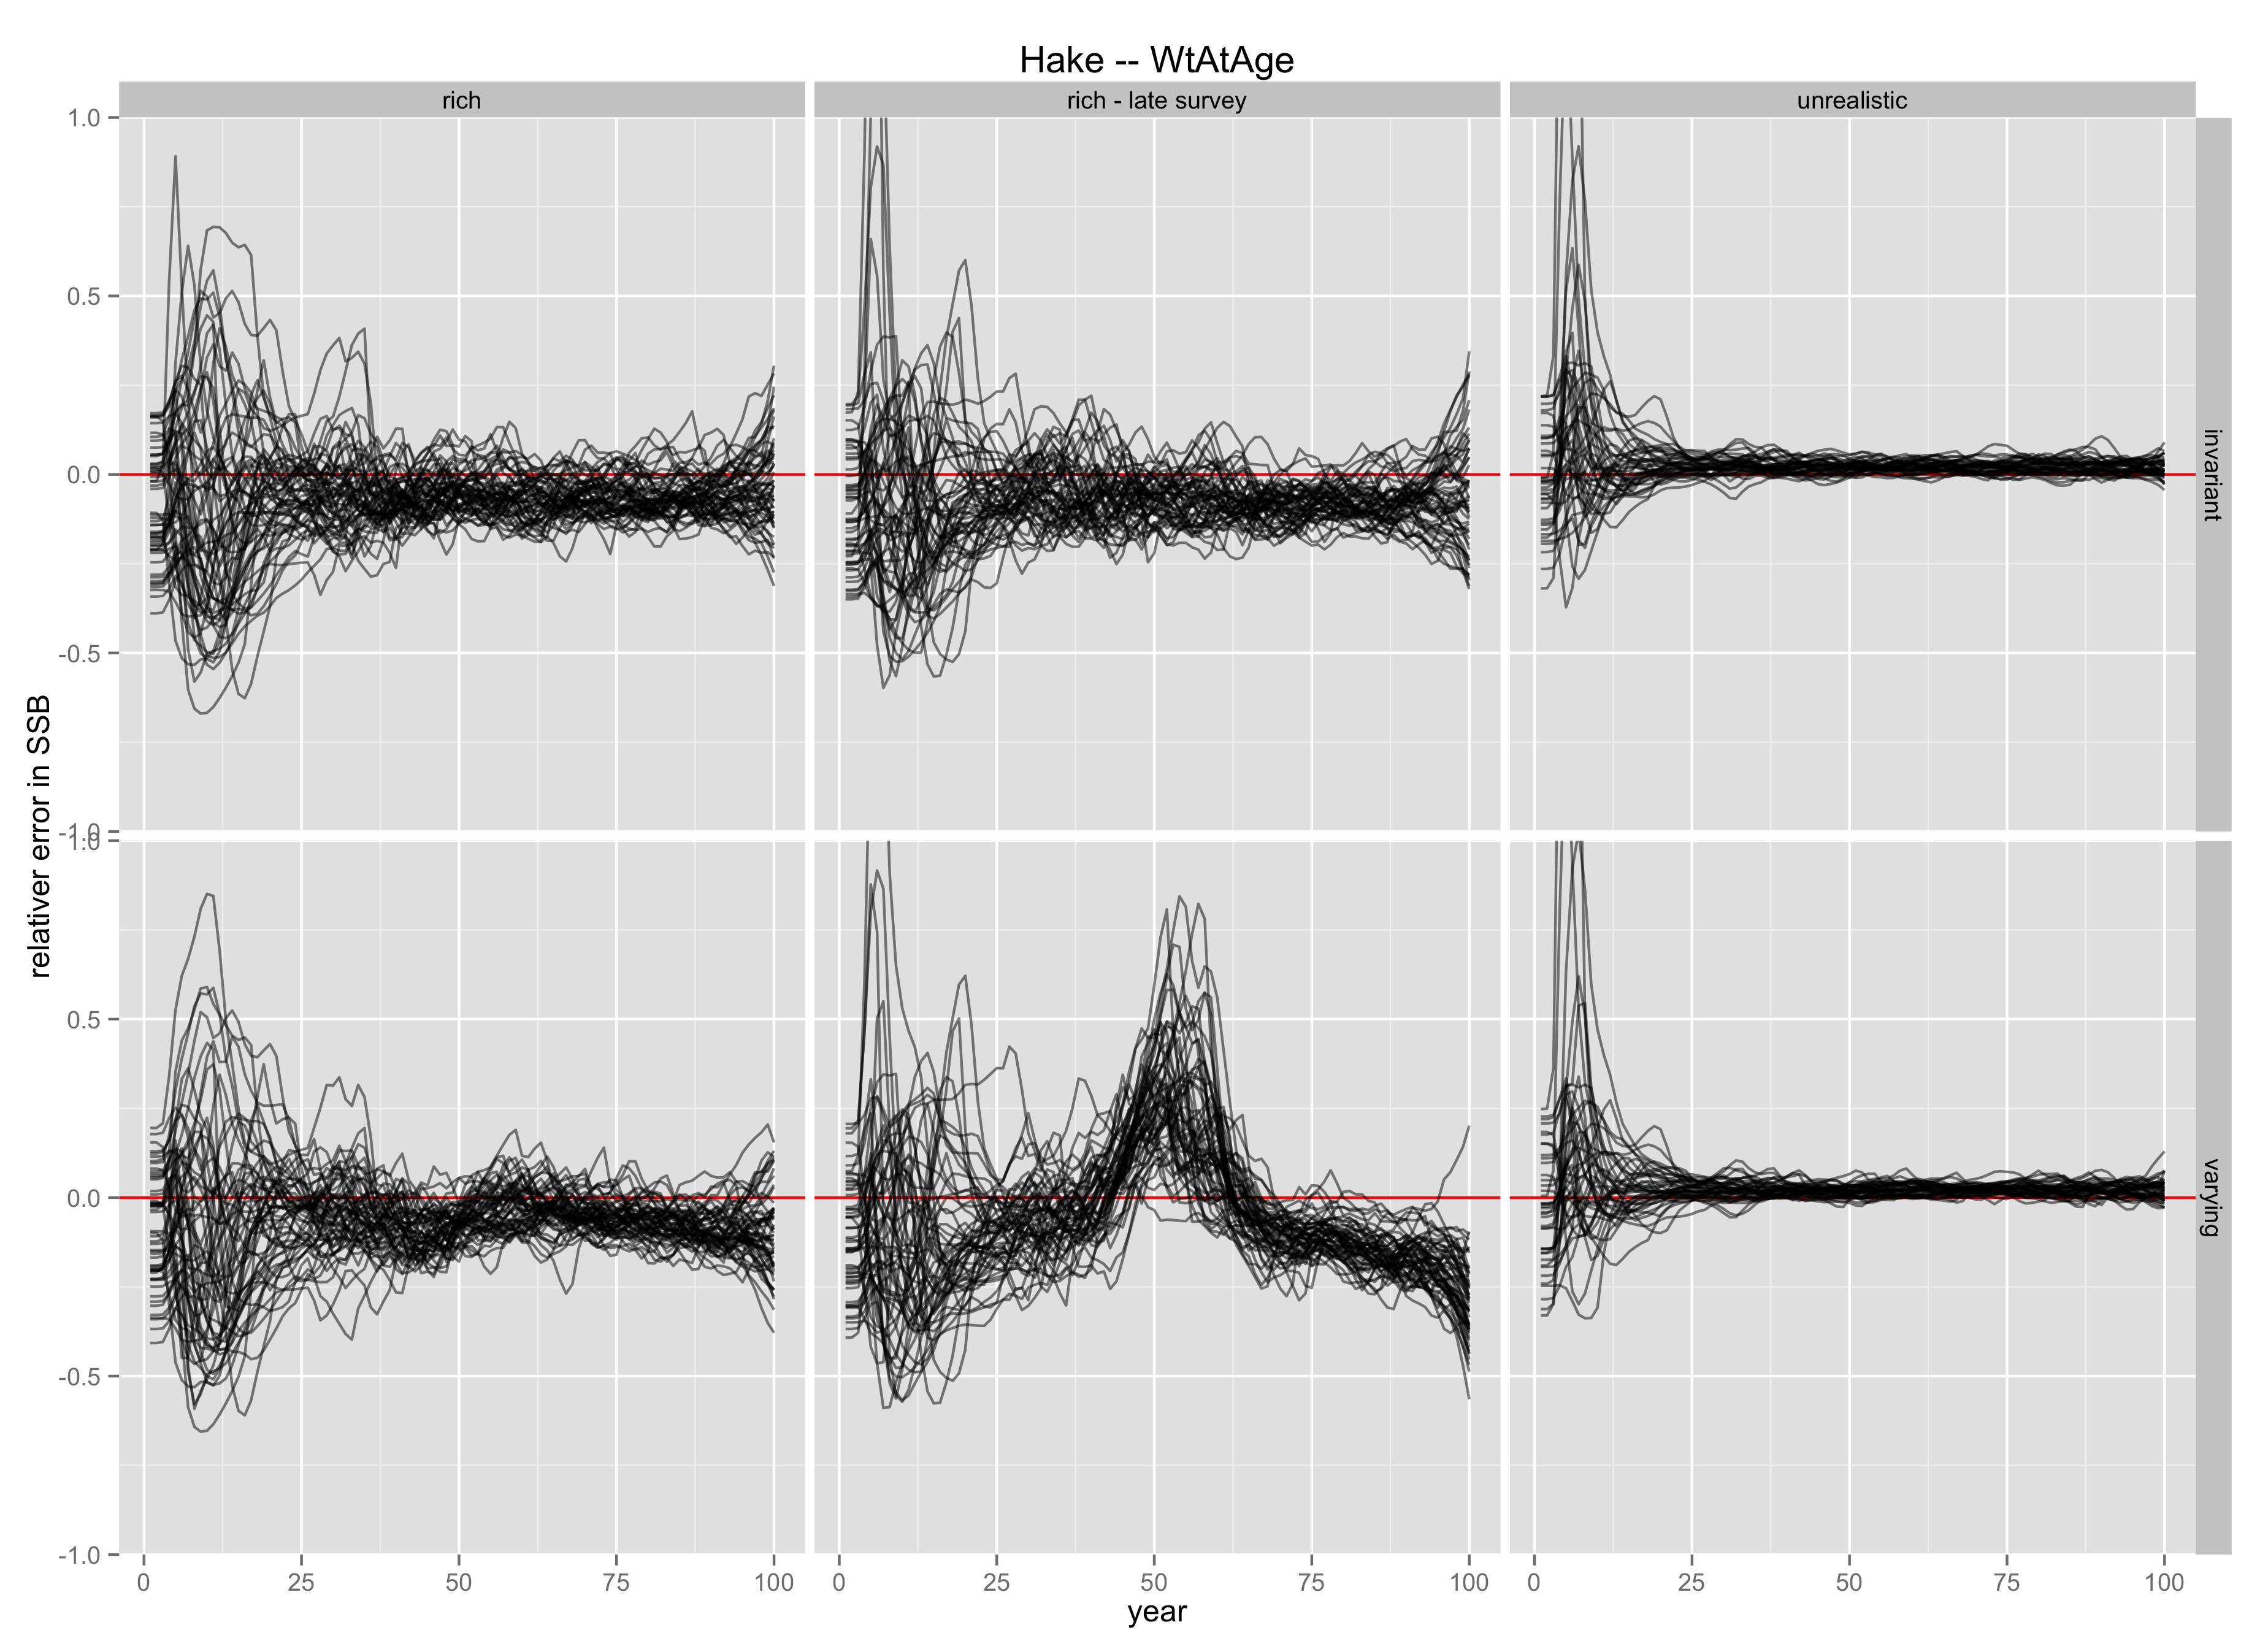 Hake -- WtAtAge
rich
rich - late survey
unrealistic
1.0
0.5
0.0
-0.5
-1.0
invariant
relativer error in SSB
1.0
0.5
0.0
-0.5
-1.0
varying
0 25 50 75 100
0 25 50 75 100
0 25 50 75 100
year